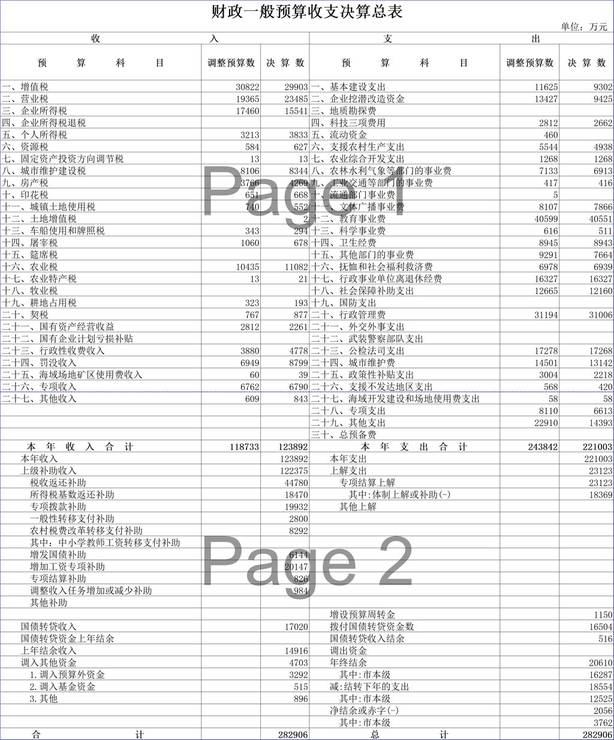 财政一般预算收支决算总表
单位: 万元
收 入 支 出
预 算 科 目 调整预算数 决 算 数 预 算 科 目 调整预算数 决 算 数
一、增值税 30822 29903 一、基本建设支出 11625 9302
二、营业税 19365 23485 二、企业挖潜改造资金 13427 9425
三、企业所得税 17460 15541 三、地质勘探费
四、企业所得税退税 四、科技三项费用 2812 2662
五、个人所得税 3213 3833 五、流动资金 460
六、资源税 584 627 六、支援农村生产支出 5544 4938
七、固定资产投资方向调节税 13 13 七、农业综合开发支出 1268 1268
八、城市维护建设税 8106 8344 八、农林水利气象等部门的事业费 7133 6913
九、房产税 3766 4269 九、工业交通等部门的事业费 417 416
十、印花税 651 668 十、流通部门事业费 5
十一、城镇土地使用税 740 552 十一、文体广播事业费 8107 7866
十二、土地增值税 2 十二、教育事业费 40599 40551
十三、车船使用和牌照税 343 294 十三、科学事业费 616 511
十四、屠宰税 1060 678 十四、卫生经费 8945 8943
十五、筵席税 十五、其他部门的事业费 9291 7664
十六、农业税 10435 11082 十六、抚恤和社会福利救济费 6978 6939
十七、农业特产税 13 21 十七、行政事业单位离退休经费 16327 16327
十八、牧业税 十八、社会保障补助支出 12665 12160
十九、耕地占用税 323 193 十九、国防支出
二十、契税 767 877 二十、行政管理费 31194 31006
二十一、国有资产经营收益 2812 2261 二十一、外交外事支出
二十二、国有企业计划亏损补贴 二十二、武装警察部队支出
二十三、行政性收费收入 3880 4778 二十三、公检法司支出 17278 17268
二十四、罚没收入 6949 8799 二十四、城市维护费 14501 13142
二十五、海域场地矿区使用费收入 60 39 二十五、政策性补贴支出 3004 2218
二十六、专项收入 6762 6790 二十六、支援不发达地区支出 568 420
二十七、其他收入 609 843 二十七、海域开发建设和场地使用费支出 58 58
二十八、专项支出 8110 6613
二十九、其他支出 22910 14393
三十、总预备费
本 年 收 入 合 计 118733 123892 本 年 支 出 合 计 243842 221003
本年收入 123892 本年支出 221003
上级补助收入 122375 上解支出 23123
税收返还补助 44780 专项结算上解 23123
所得税基数返还补助 18470 其中:体制上解或补助(-) 18369
专项拨款补助 19932 其他上解
一般性转移支付补助 2800
农村税费改革转移支付补助 8292
其中: 中小学教师工资转移支付补助
增发国债补助 6144
增加工资专项补助 20147
专项结算补助 826
调整收入任务增加或减少补助 984
其他补助
增设预算周转金 1150
国债转贷收入 17020 拨付国债转贷资金数 16504
国债转贷资金上年结余 国债转贷收入结余 516
上年结余收入 14916 调出资金
调入其他资金 4703 年终结余 20610
1.调入预算外资金 3292 其中:市本级 16287
2.调入基金资金 515 减:结转下年的支出 18554
3.其他 896 其中:市本级 12525
净结余或赤字(-) 2056
其中:市本级 3762
合 计 282906 总 计 282906
Page 1
Page 2